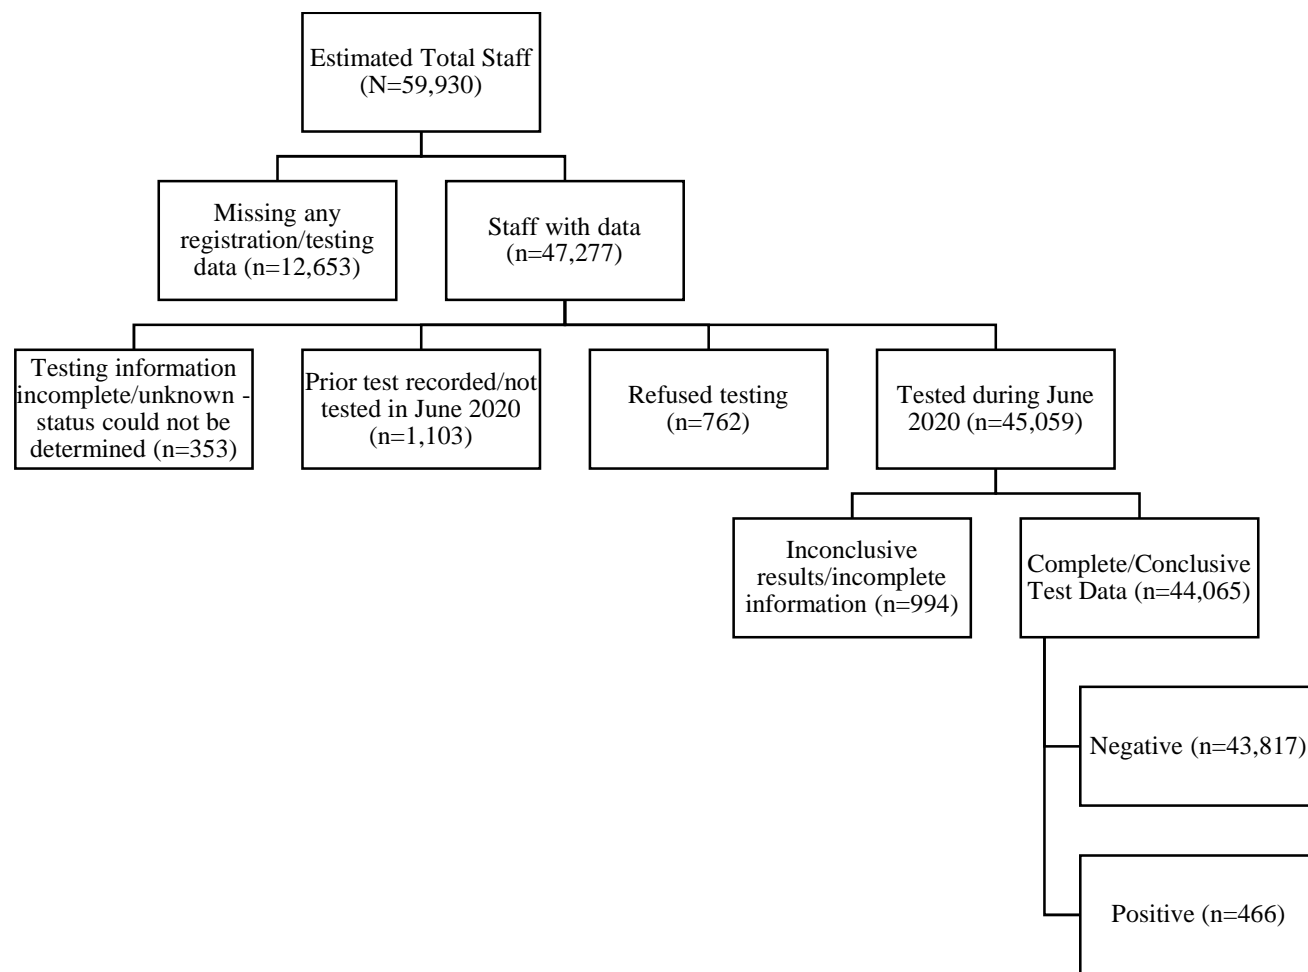 Estimated Total Staff
(N=59,930)
Missing any
registration/testing
data (n=12,653)
Staff with data
(n=47,277)
Testing information
incomplete/unknown -
status could not be
determined (n=353)
Prior test recorded/not
tested in June 2020
(n=1,103)
Refused testing
(n=762)
Tested during June
2020 (n=45,059)
Inconclusive
results/incomplete
information (n=994)
Complete/Conclusive
Test Data (n=44,065)
Negative (n=43,817)
Positive (n=466)